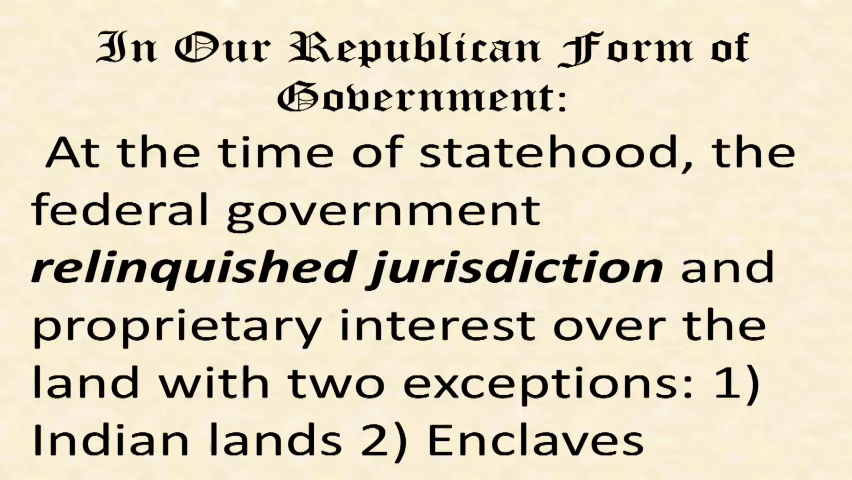 In Our Republican Form of
Government:
At the time of statehood, the
federal government
relinquished jurisdiction and
proprietary interest over the
land with two exceptions: 1)
Indian lands 2) Enclaves